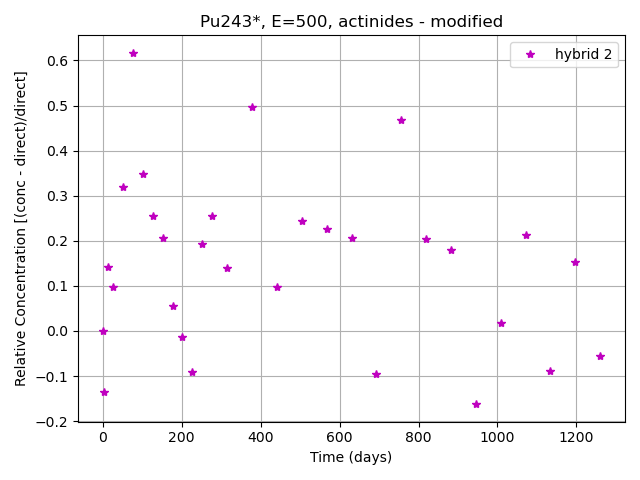 Pu243*, E=500, actinides - modified
hybrid 2
Relative Concentration [(conc - direct)/direct]
0.6
0.5
0.4
0.3
0.2
0.1
0.0
−0.1
−0.2
0 200 400 600 800 1000 1200
Time (days)